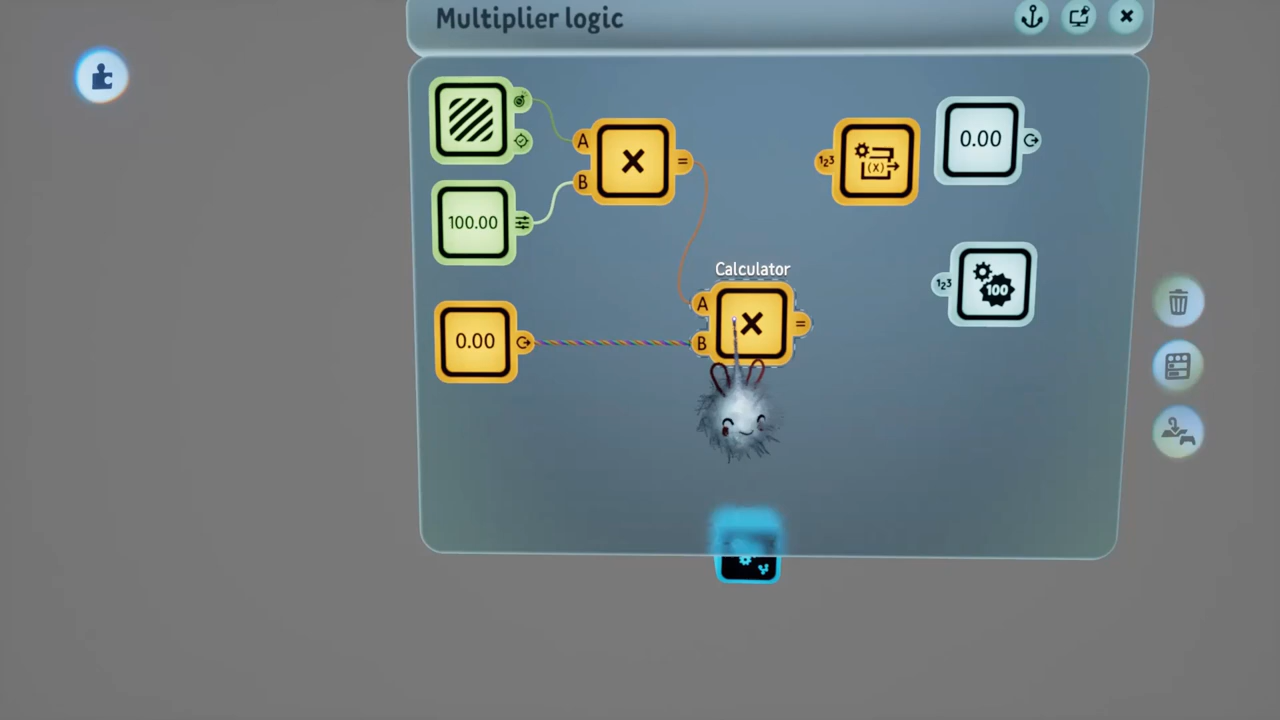 Multiplier logic
A
B
=
123
0.00
100.00
Calculator
A
B
=
123
100
0.00